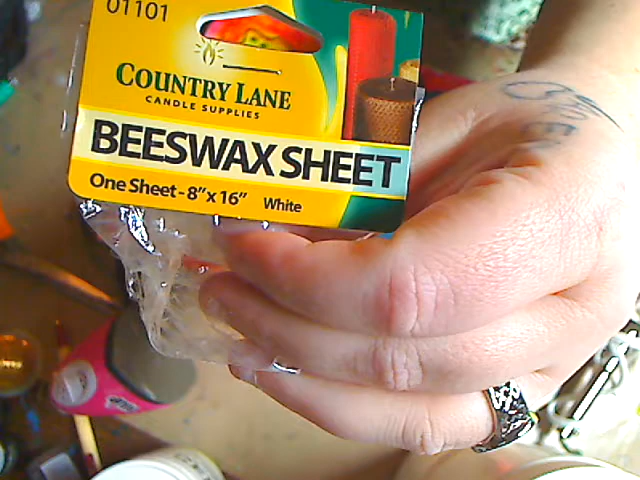 01101
COUNTRY LANE
CANDLE SUPPLIES
BEESWAX SHEET
One Sheet - 8" x 16" White